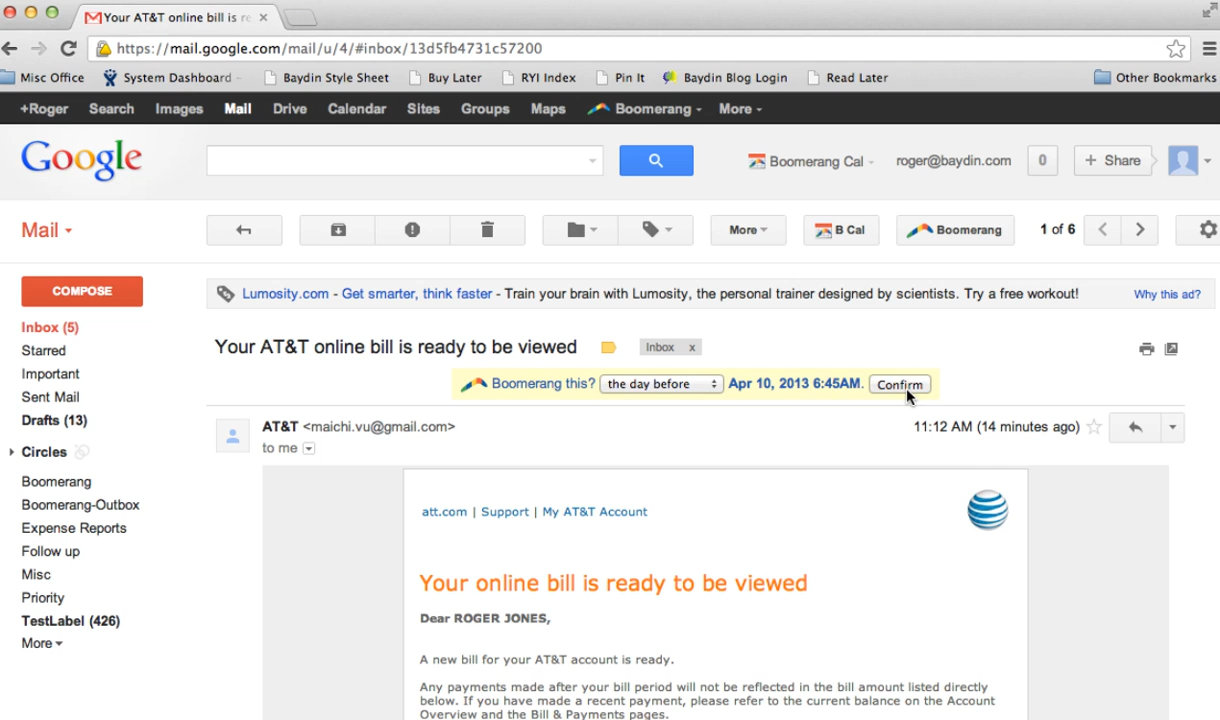 Your AT&T online bill is re
https://mail.google.com/mail/u/4/#inbox/13d5fb4731c57200
Misc Office System Dashboard - Baydin Style Sheet Buy Later RYI Index Pin It Baydin Blog Login Read Later Other Bookmarks
+Roger Search Images Mail Drive Calendar Sites Groups Maps Boomerang More
Google Boomerang Cal roger@baydin.com 0 + Share
Mail More B Cal Boomerang 1 of 6
COMPOSE
Lumosity.com - Get smarter, think faster - Train your brain with Lumosity, the personal trainer designed by scientists. Try a free workout! Why this ad?
Inbox (5)
Starred
Important
Sent Mail
Drafts (13)
Circles
Boomerang
Boomerang-Outbox
Expense Reports
Follow up
Misc
Priority
TestLabel (426)
More
Your AT&T online bill is ready to be viewed Inbox x
Boomerang this? the day before Apr 10, 2013 6:45AM. Confirm
AT&T <maichi.vu@gmail.com> 11:12 AM (14 minutes ago)
to me
att.com | Support | My AT&T Account
Your online bill is ready to be viewed
Dear ROGER JONES,
A new bill for your AT&T account is ready.
Any payments made after your bill period will not be reflected in the bill amount listed directly
below. If you have made a recent payment, please refer to the current balance on the Account
Overview and the Bill & Payments pages.